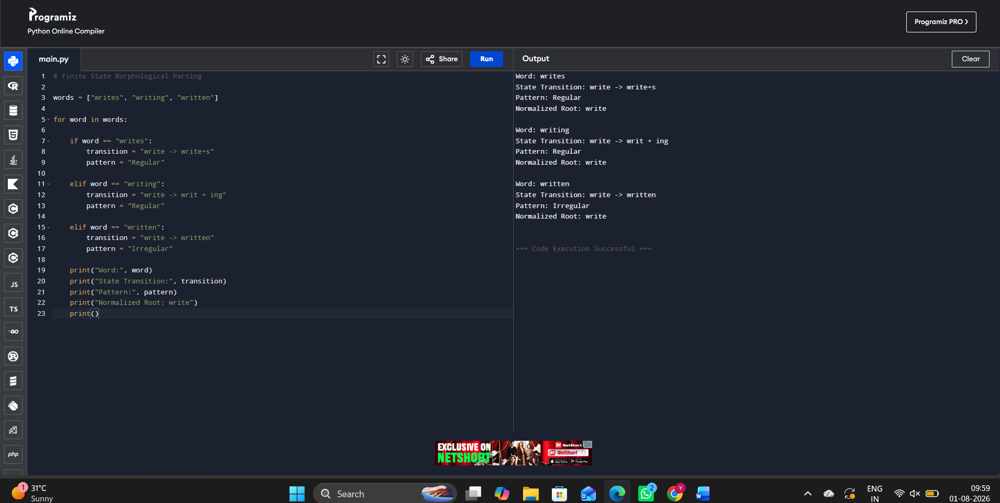 Programiz
Python Online Compiler
Programiz PRO
main.py
Share
Run
Output
Clear
1 # Finite State Morphological Parsing
2
3 words = ["writes", "writing", "written"]
4
5 for word in words:
6
7 if word == "writes":
8 transition = "write -> write+s"
9 pattern = "Regular"
10
11 elif word == "writing":
12 transition = "write -> writ + ing"
13 pattern = "Regular"
14
15 elif word == "written":
16 transition = "write -> written"
17 pattern = "Irregular"
18
19 print("Word:", word)
20 print("State Transition:", transition)
21 print("Pattern:", pattern)
22 print("Normalized Root: write")
23 print()
Word: writes
State Transition: write -> write+s
Pattern: Regular
Normalized Root: write
Word: writing
State Transition: write -> writ + ing
Pattern: Regular
Normalized Root: write
Word: written
State Transition: write -> written
Pattern: Irregular
Normalized Root: write
=== Code Execution Successful ===
JS
TS
GO
php
EXCLUSIVE ON
NETSHORT
NetShort
NetShort
App Store
Google Play
1
31°C
Sunny
Search
2
Y
ENG
IN
09:59
01-08-2026